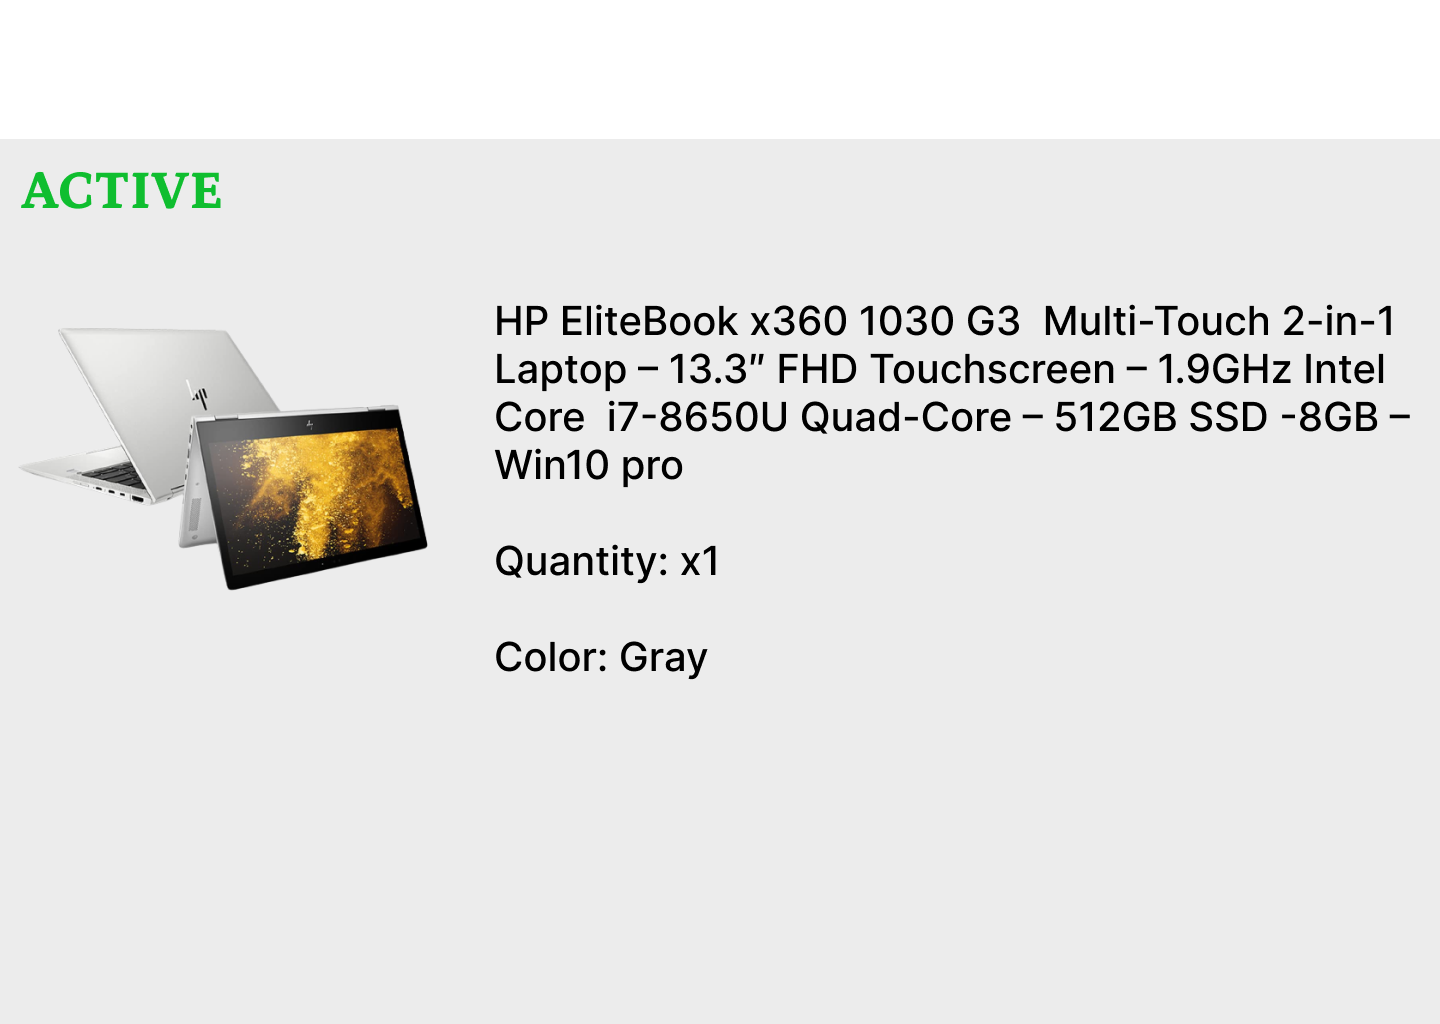 ACTIVE
HP EliteBook x360 1030 G3  Multi-Touch 2-in-1
Laptop – 13.3″ FHD Touchscreen – 1.9GHz Intel
Core  i7-8650U Quad-Core – 512GB SSD -8GB –
Win10 pro
Quantity: x1
Color: Gray